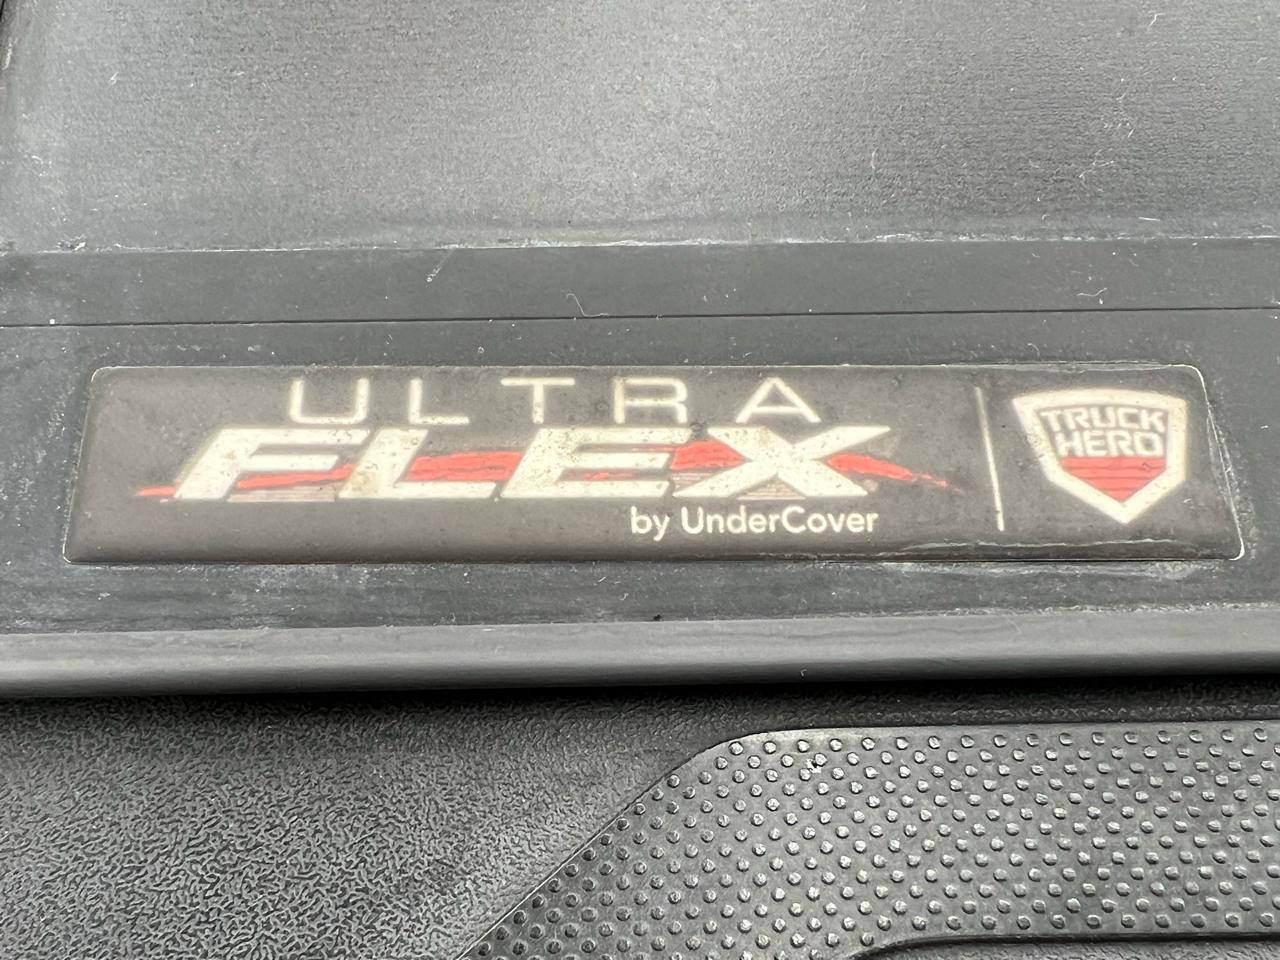 ULTRA
FLEX
by UnderCover
TRUCK
HERO